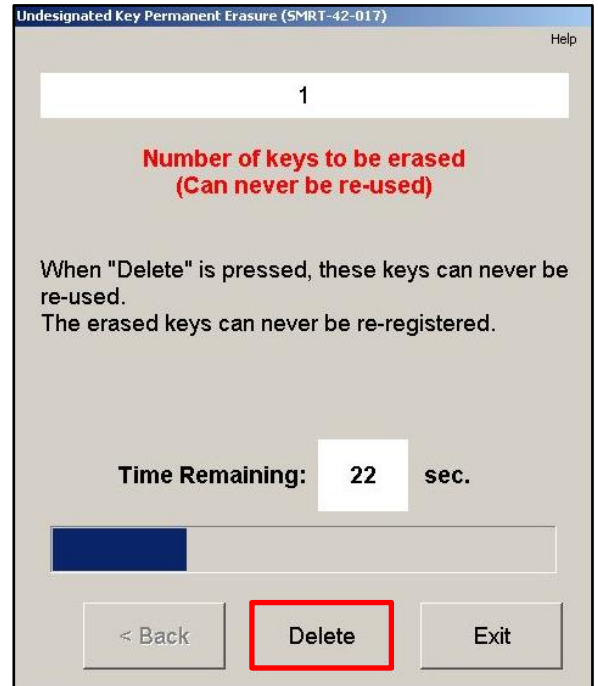 Undesignated Key Permanent Erasure (SMRT-42-017)
Help
1
Number of keys to be erased
(Can never be re-used)
When "Delete" is pressed, these keys can never be
re-used.
The erased keys can never be re-registered.
Time Remaining: 22 sec.
< Back Delete Exit